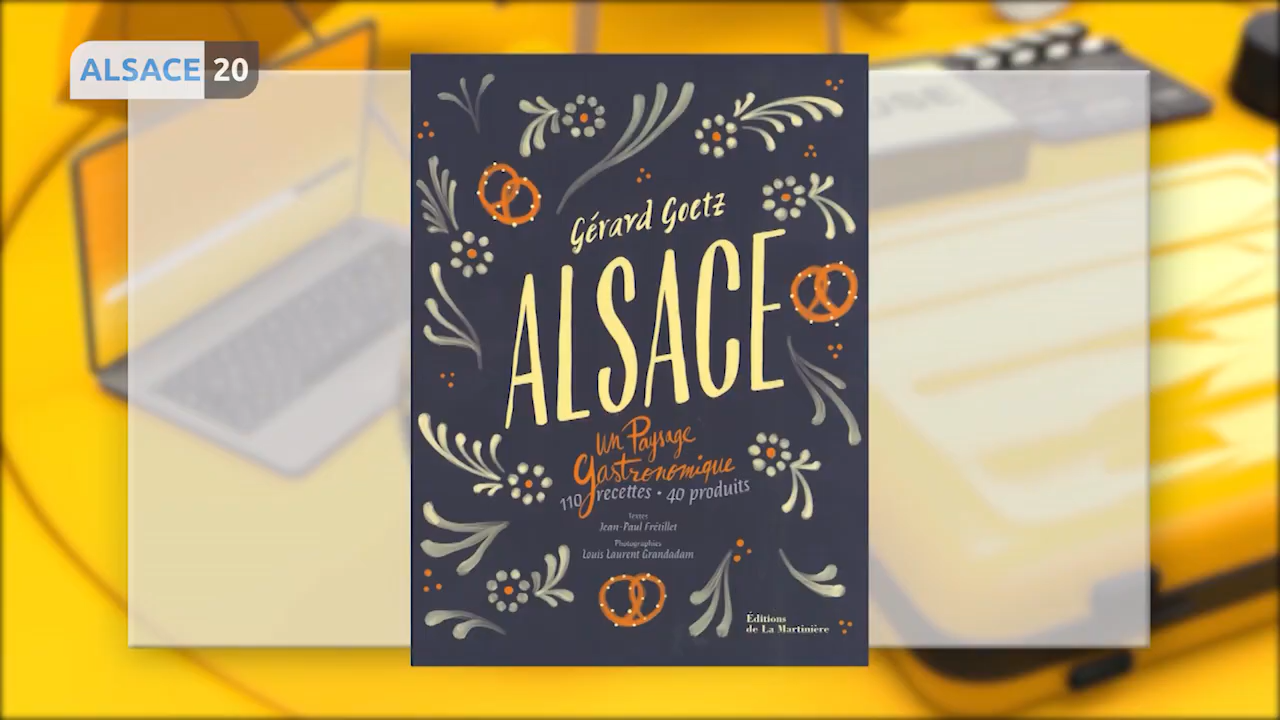 ALSACE 20
Gérard Goetz
ALSACE
Un Paysage
Gastronomique
110 recettes • 40 produits
Textes
Jean-Paul Frétillet
Photographies
Louis Laurent Grandadam
Éditions
de La Martinière